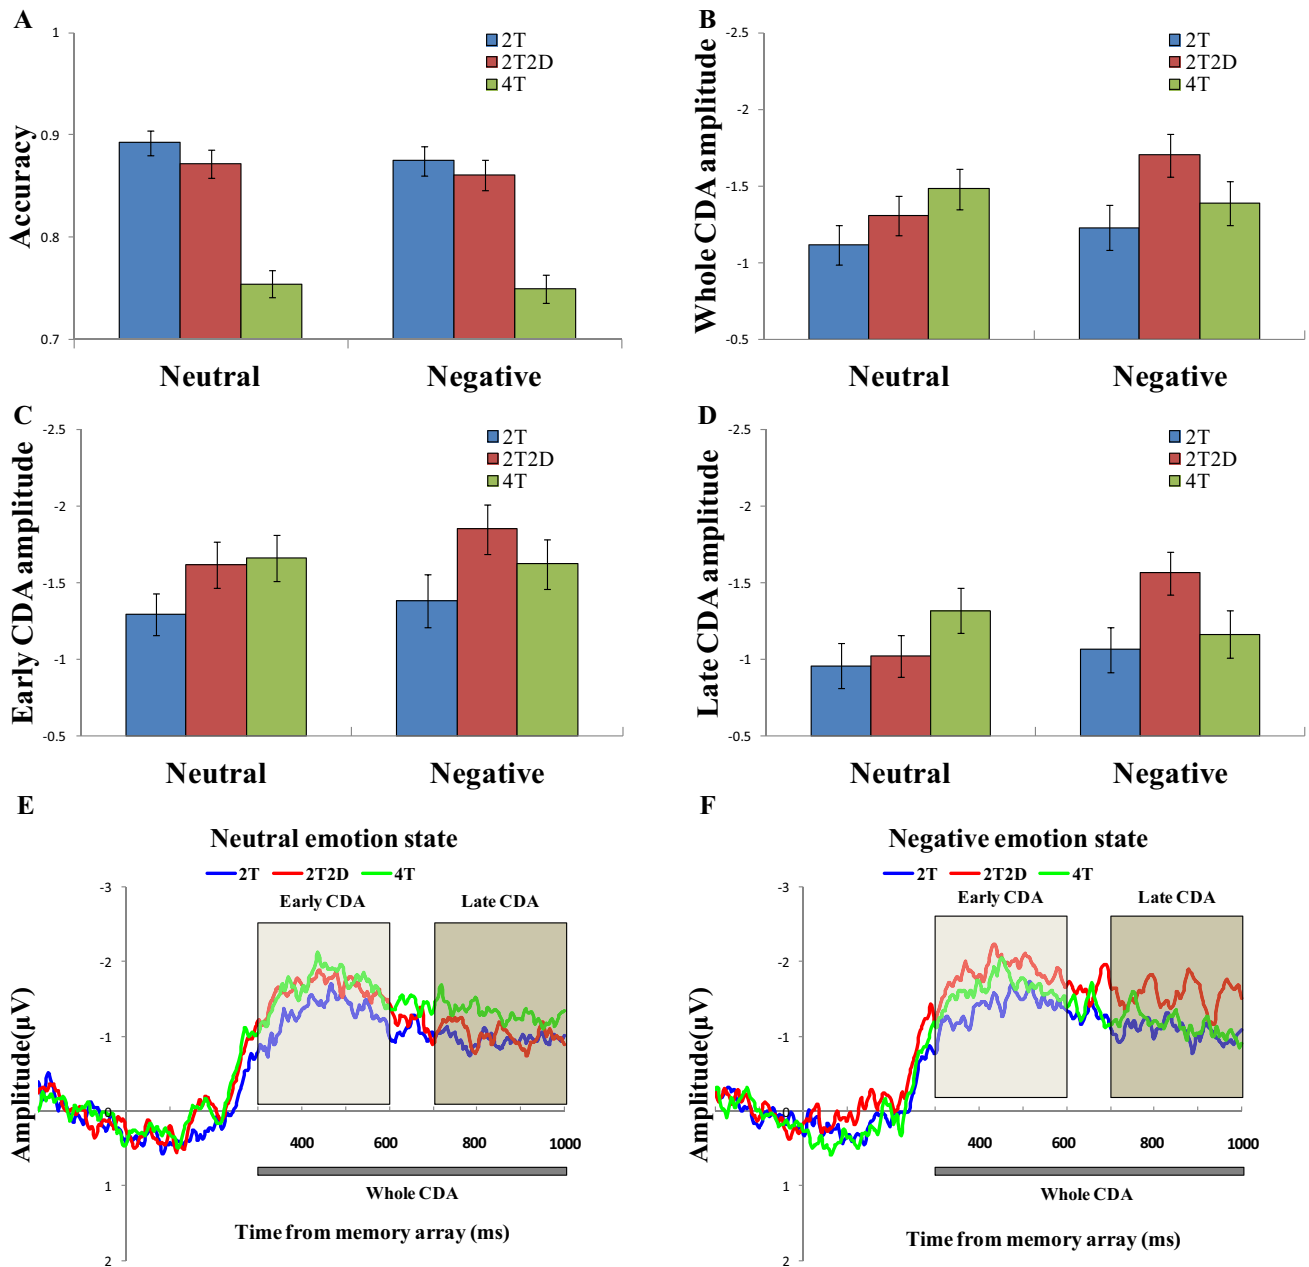 A
Accuracy
1
0.9
0.8
0.7
2T
2T2D
4T
Neutral
Negative
B
Whole CDA amplitude
-2.5
-2
-1.5
-1
-0.5
2T
2T2D
4T
Neutral
Negative
C
Early CDA amplitude
-2.5
-2
-1.5
-1
-0.5
2T
2T2D
4T
Neutral
Negative
D
Late CDA amplitude
-2.5
-2
-1.5
-1
-0.5
2T
2T2D
4T
Neutral
Negative
E
Neutral emotion state
2T 2T2D 4T
Early CDA
Late CDA
Amplitude(μV)
-3
-2
-1
0
1
2
400 600 800 1000
Whole CDA
Time from memory array (ms)
F
Negative emotion state
2T 2T2D 4T
Early CDA
Late CDA
Amplitude(μV)
-3
-2
-1
0
1
2
400 600 800 1000
Whole CDA
Time from memory array (ms)